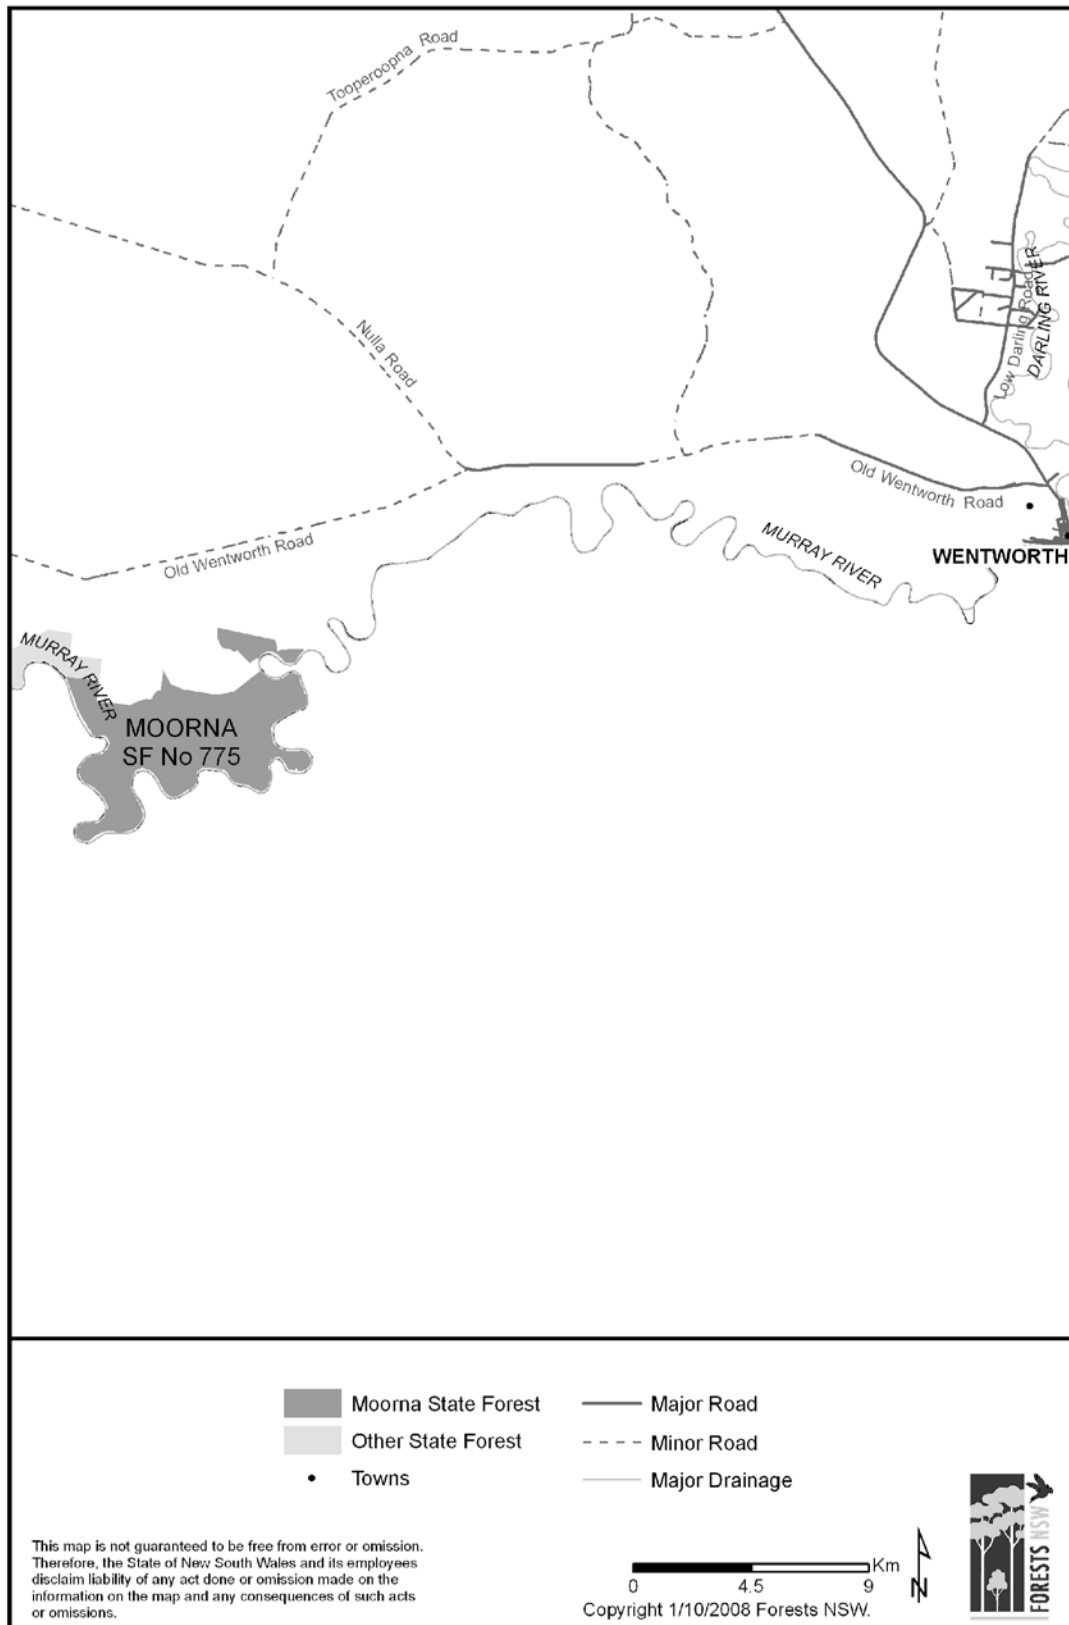 Tooperoopna Road
Nulla Road
Low Darling Road
DARLING RIVER
Old Wentworth Road
MURRAY RIVER
WENTWORTH
Old Wentworth Road
MURRAY RIVER
MOORNA
SF No 775
Moorna State Forest
Other State Forest
Towns
Major Road
Minor Road
Major Drainage
This map is not guaranteed to be free from error or omission.
Therefore, the State of New South Wales and its employees
disclaim liability of any act done or omission made on the
information on the map and any consequences of such acts
or omissions.
Km
0 4.5 9
Copyright 1/10/2008 Forests NSW.
N
FORESTS NSW